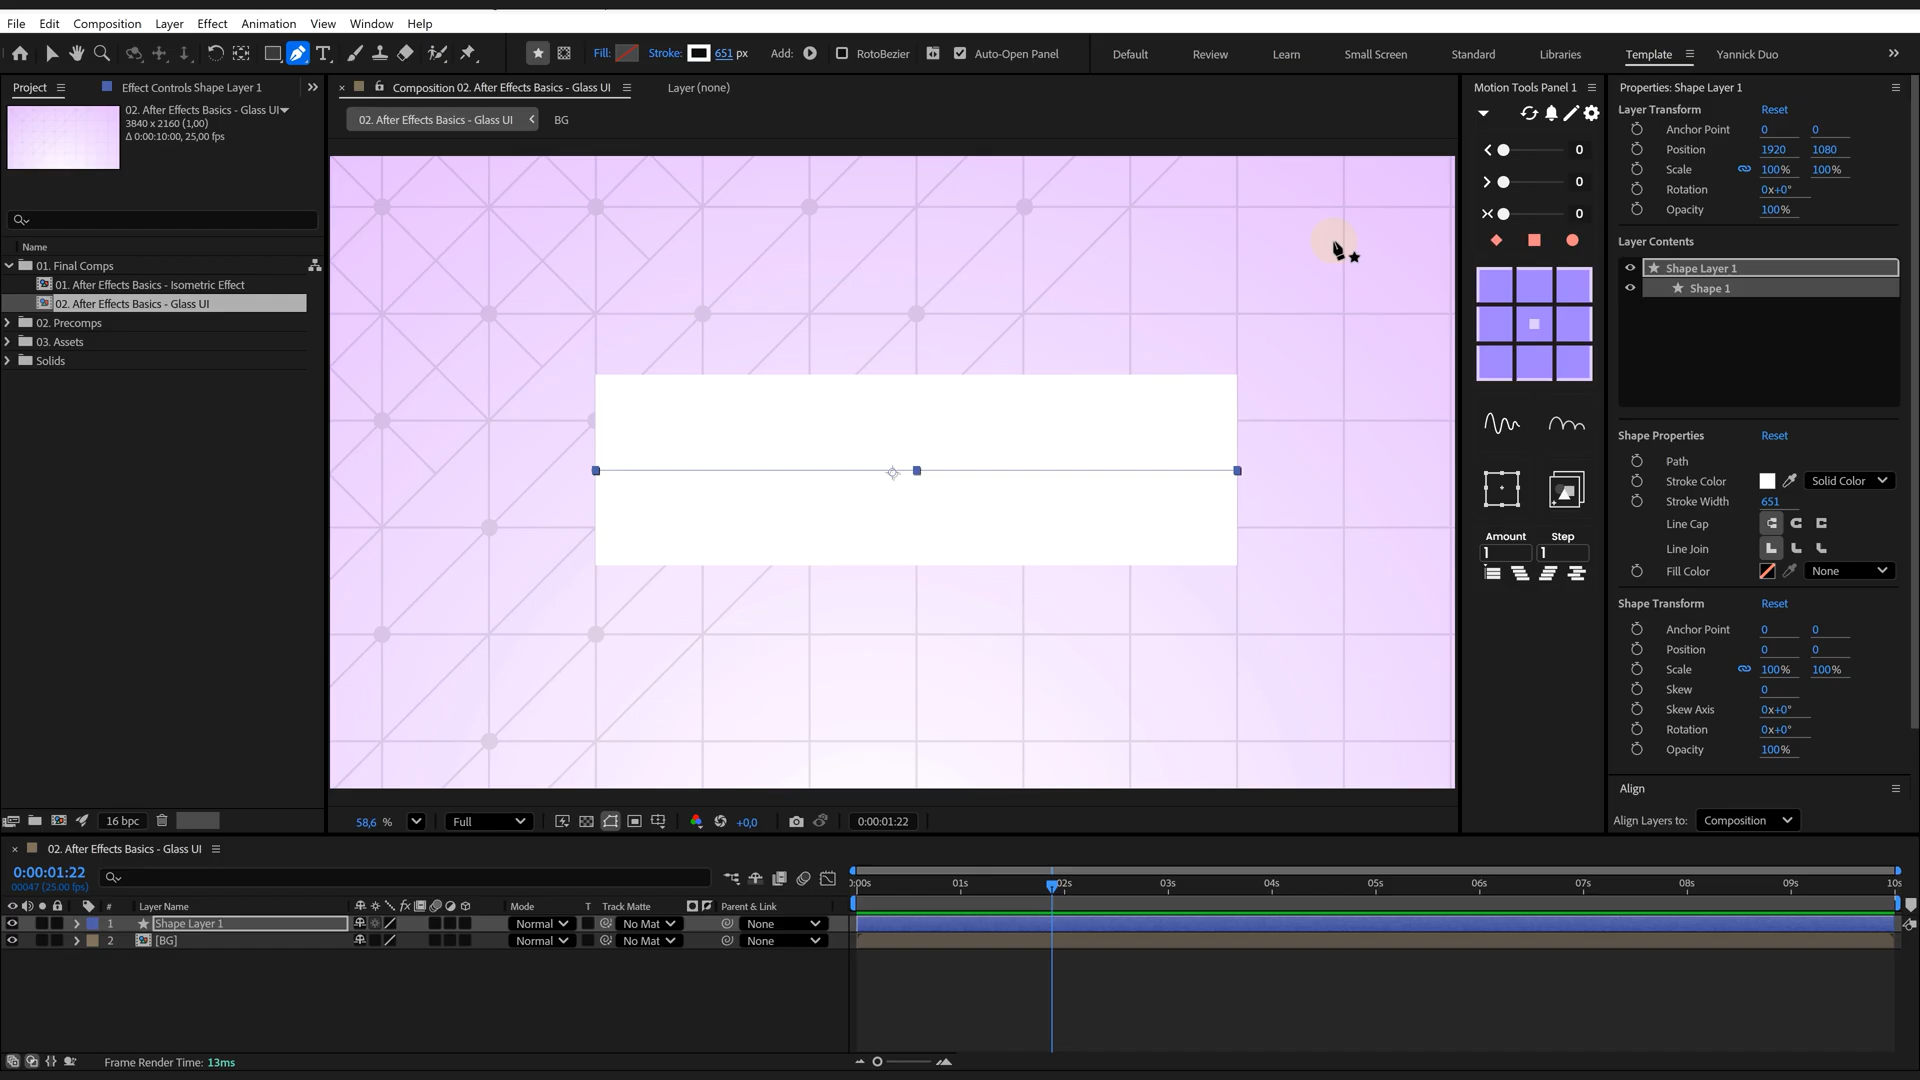 File Edit Composition Layer Effect Animation View Window Help
Fill: Stroke: 651 px Add: RotoBezier Auto-Open Panel Default Review Learn Small Screen Standard Libraries Template Yannick Duo
Project Effect Controls Shape Layer 1
Composition 02. After Effects Basics - Glass UI
Layer (none)
Motion Tools Panel 1
Properties: Shape Layer 1
02. After Effects Basics - Glass UI
3840 x 2160 (1,00)
Δ 0:00:10:00, 25,00 fps
02. After Effects Basics - Glass UI BG
Name
01. Final Comps
01. After Effects Basics - Isometric Effect
02. After Effects Basics - Glass UI
02. Precomps
03. Assets
Solids
16 bpc
58,6 % Full +0,0 0:00:01:22
0
0
0
Amount Step
1 1
Layer Transform Reset
Anchor Point 0 0
Position 1920 1080
Scale 100% 100%
Rotation 0x+0°
Opacity 100%
Layer Contents
Shape Layer 1
Shape 1
Shape Properties Reset
Path
Stroke Color Solid Color
Stroke Width 651
Line Cap
Line Join
Fill Color None
Shape Transform Reset
Anchor Point 0 0
Position 0 0
Scale 100% 100%
Skew 0
Skew Axis 0x+0°
Rotation 0x+0°
Opacity 100%
Align
Align Layers to: Composition
02. After Effects Basics - Glass UI
0:00:01:22
00047 (25.00 fps)
0:00s 01s 02s 03s 04s 05s 06s 07s 08s 09s 10s
# Layer Name Mode T Track Matte Parent & Link
1 Shape Layer 1 Normal No Mat None
2 [BG] Normal No Mat None
Frame Render Time: 13ms